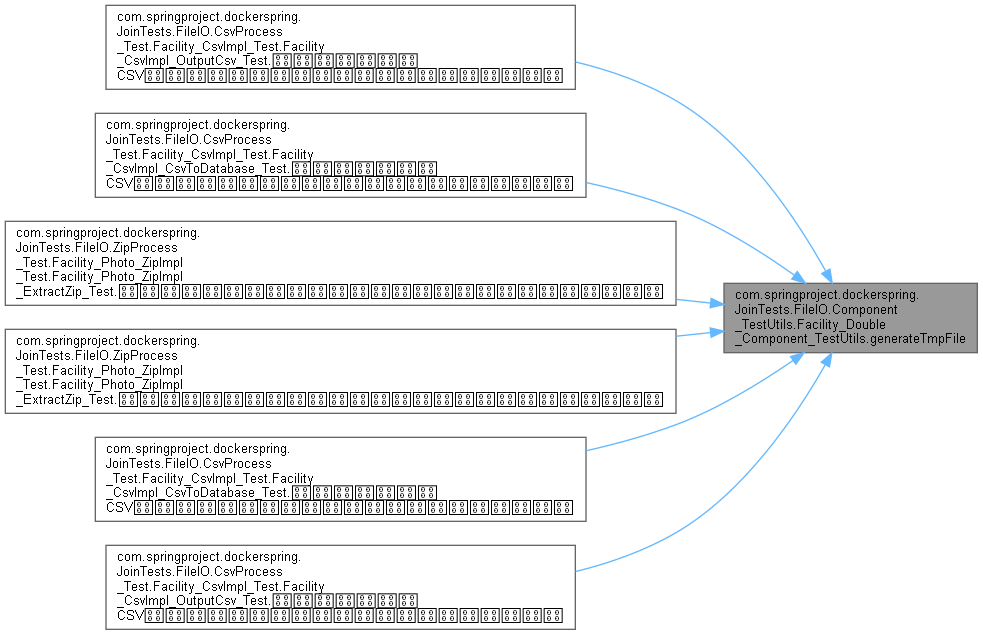 com.springproject.dockerspring.
JoinTests.FileIO.CsvProcess
_Test.Facility_CsvImpl_Test.Facility
_CsvImpl_OutputCsv_Test.
CSV
com.springproject.dockerspring.
JoinTests.FileIO.CsvProcess
_Test.Facility_CsvImpl_Test.Facility
_CsvImpl_CsvToDatabase_Test.
CSV
com.springproject.dockerspring.
JoinTests.FileIO.ZipProcess
_Test.Facility_Photo_ZipImpl
_Test.Facility_Photo_ZipImpl
_ExtractZip_Test.
com.springproject.dockerspring.
JoinTests.FileIO.Component
_TestUtils.Facility_Double
_Component_TestUtils.generateTmpFile
com.springproject.dockerspring.
JoinTests.FileIO.ZipProcess
_Test.Facility_Photo_ZipImpl
_Test.Facility_Photo_ZipImpl
_ExtractZip_Test.
com.springproject.dockerspring.
JoinTests.FileIO.CsvProcess
_Test.Facility_CsvImpl_Test.Facility
_CsvImpl_CsvToDatabase_Test.
CSV
com.springproject.dockerspring.
JoinTests.FileIO.CsvProcess
_Test.Facility_CsvImpl_Test.Facility
_CsvImpl_OutputCsv_Test.
CSV